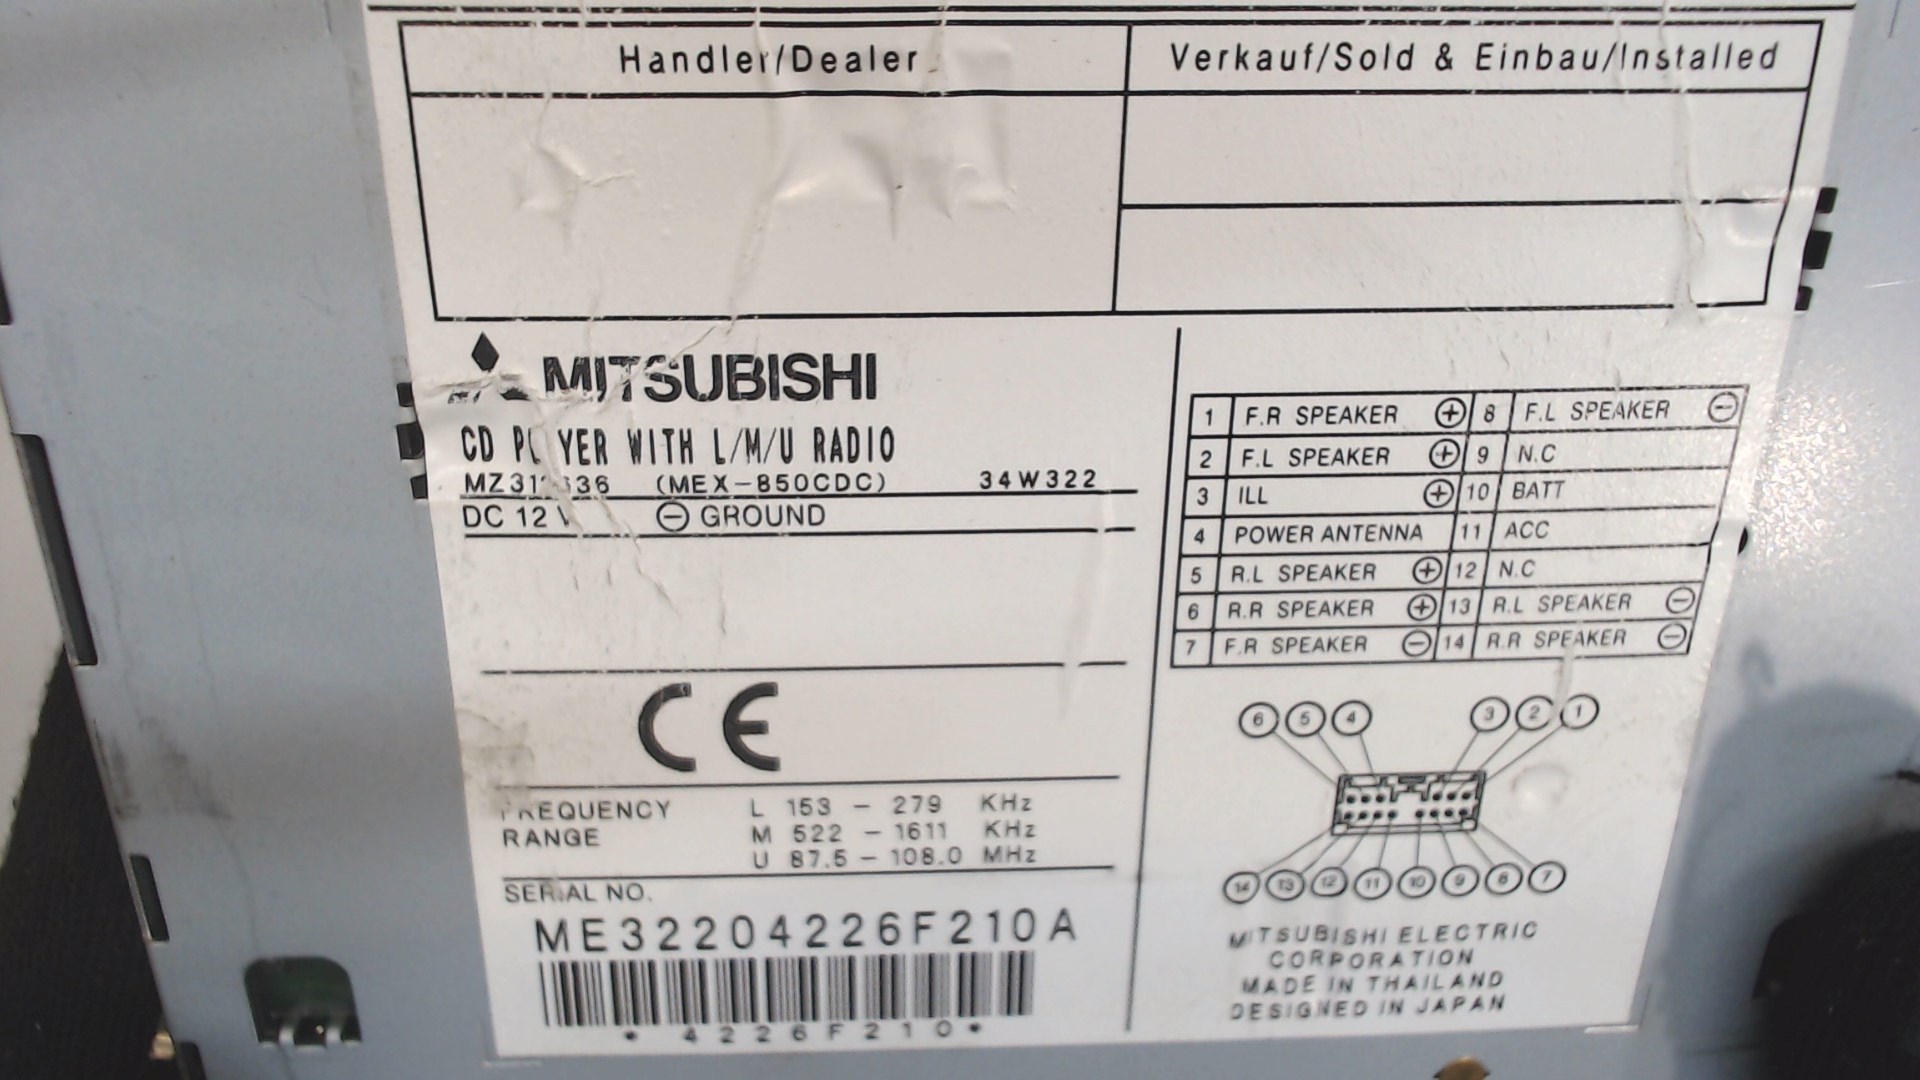 Handler/Dealer
Verkauf/Sold & Einbau/Installed
MITSUBISHI
CD PLAYER WITH L/M/U RADIO
(MEX-850CDC) 34W322
DC 12 V ⊖ GROUND
CE
FREQUENCY RANGE
L 153 - 279 KHz
M 522 - 1611 KHz
U 87.5 - 108.0 MHz
SERIAL NO.
ME32204226F210A
• 4226F210 •
1 F.R SPEAKER ⊕ 8 F.L SPEAKER ⊖
2 F.L SPEAKER ⊕ 9 N.C
3 ILL ⊕ 10 BATT
4 POWER ANTENNA 11 ACC
5 R.L SPEAKER ⊕ 12 N.C
6 R.R SPEAKER ⊕ 13 R.L SPEAKER ⊖
7 F.R SPEAKER ⊖ 14 R.R SPEAKER ⊖
6 5 4 3 2 1
14 13 12 11 10 9 8 7
MITSUBISHI ELECTRIC
CORPORATION
MADE IN THAILAND
DESIGNED IN JAPAN